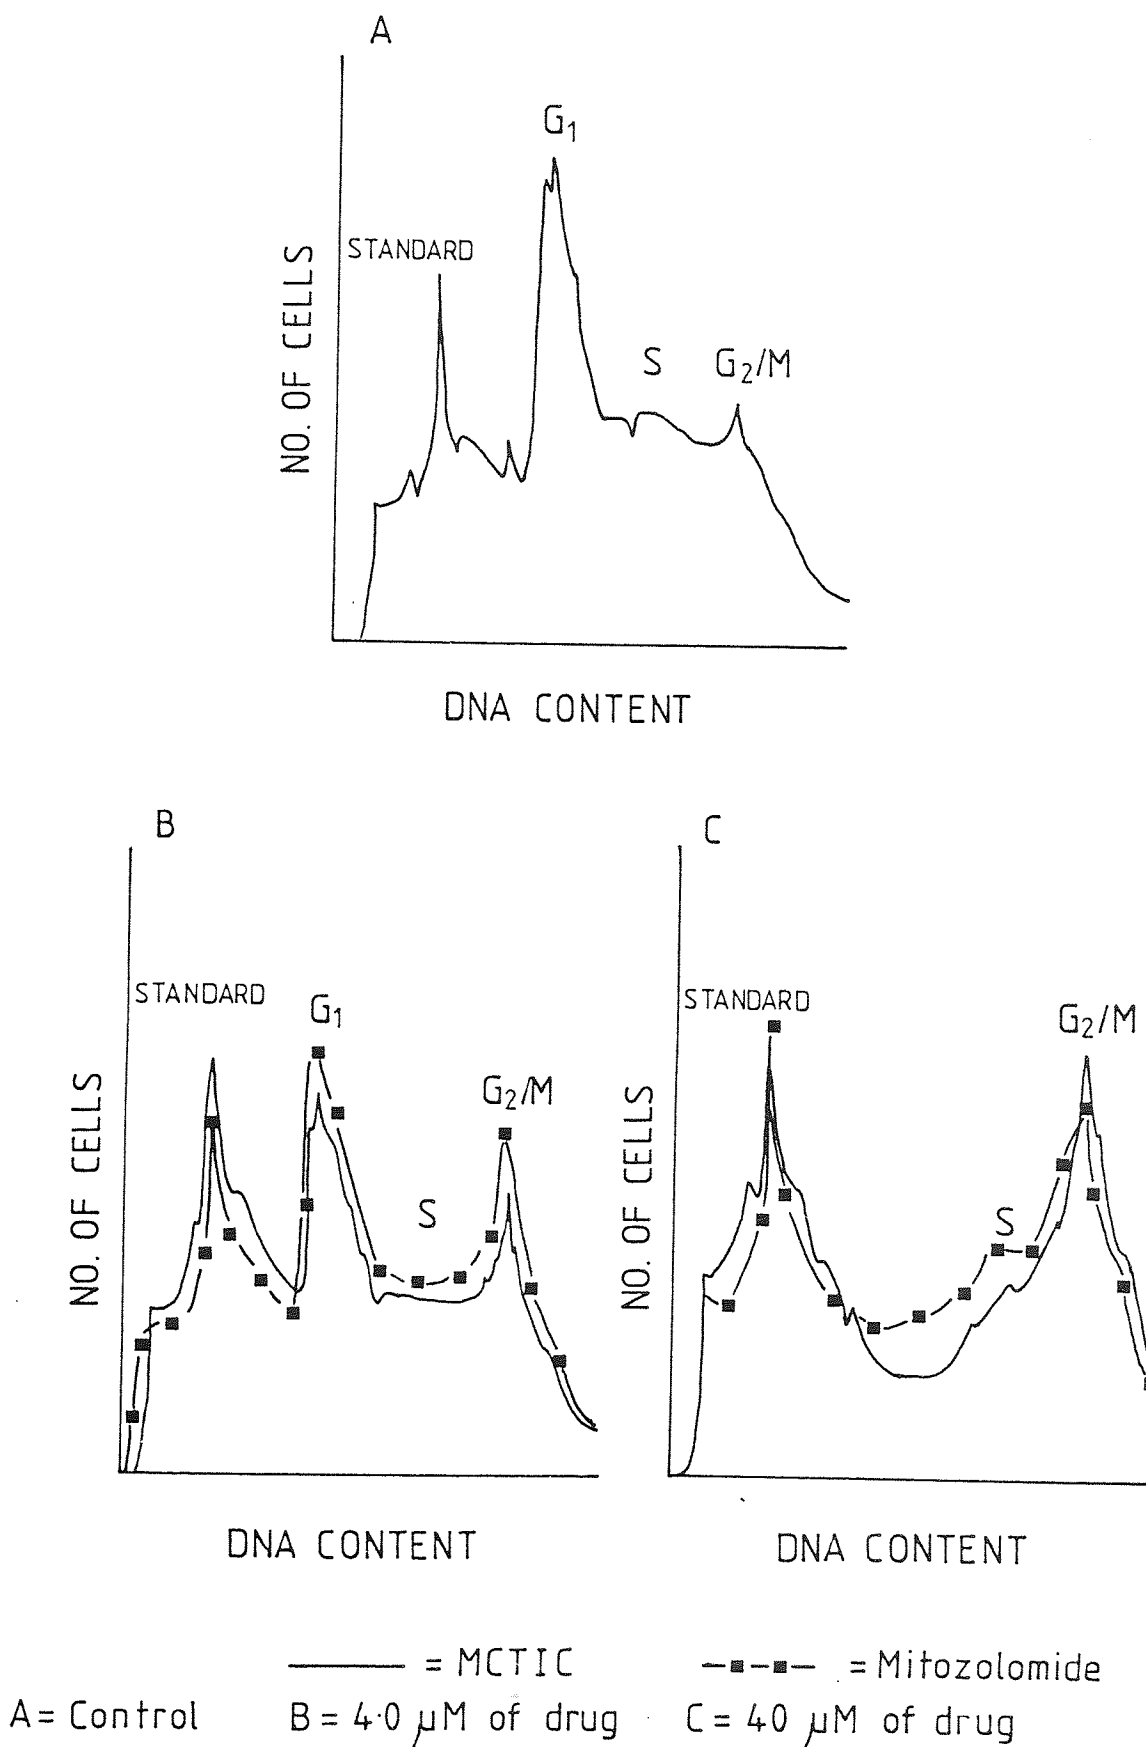 A
G₁
STANDARD
S
G₂/M
NO. OF CELLS
DNA CONTENT
B
STANDARD
G₁
G₂/M
S
NO. OF CELLS
DNA CONTENT
C
STANDARD
G₂/M
S
NO. OF CELLS
DNA CONTENT
= MCTIC
= Mitozolomide
A = Control B = 4·0 µM of drug C = 40 µM of drug